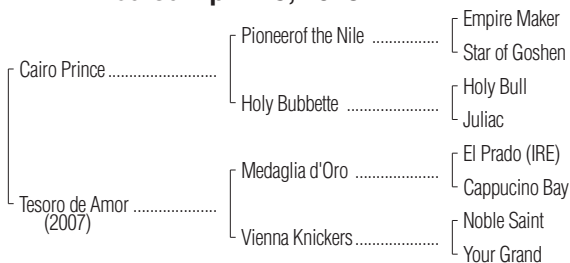 Empire Maker
Pioneerof the Nile ..................
Star of Goshen
Cairo Prince ........................
Holy Bull
Holy Bubbette ......................
Juliac
El Prado (IRE)
Medaglia d'Oro ....................
Cappucino Bay
Tesoro de Amor ...................
(2007)
Noble Saint
Vienna Knickers...................
Your Grand